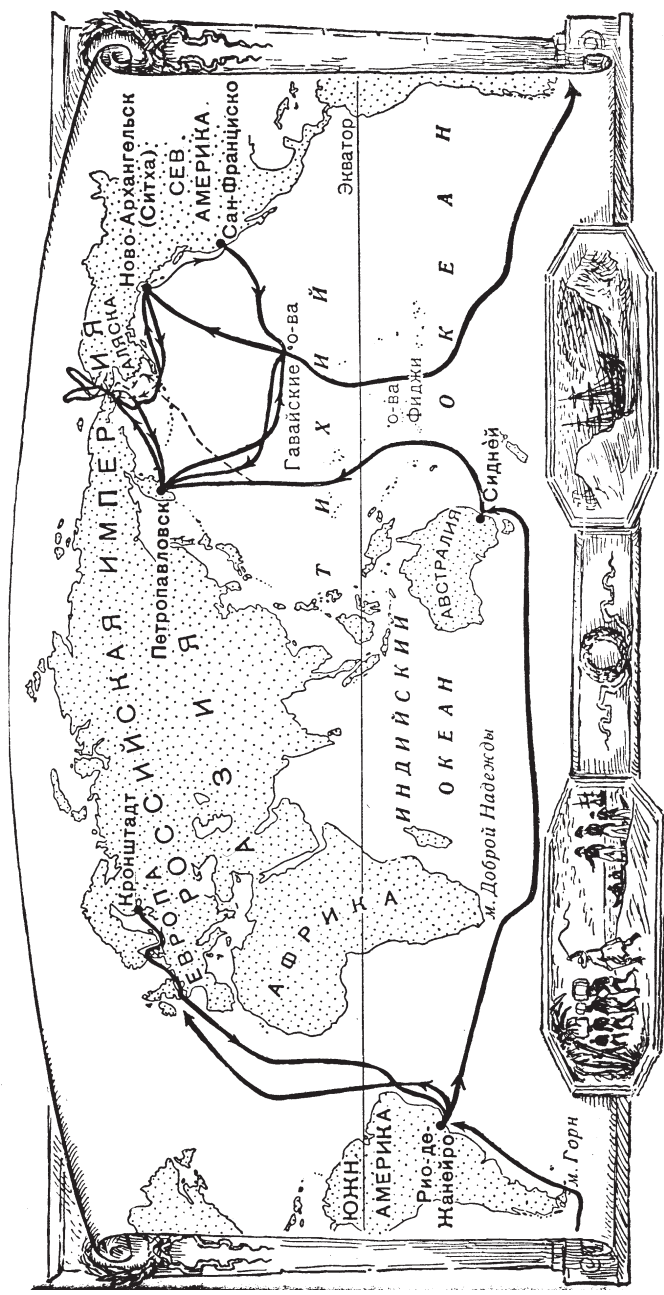 РОССИЙСКАЯ ИМПЕРИЯ
АЛЯСКА
Ново-Архангельск
(Ситха)
СЕВ
АМЕРИКА
Сан-Франциско
Кронштадт
ЕВРОПА
АЗИЯ
Петропавловск
Гавайские о-ва
АФРИКА
Экватор
ТИХИЙ
ОКЕАН
ИНДИЙСКИЙ
ОКЕАН
о-ва
Фиджи
АВСТРАЛИЯ
Сидней
м. Доброй Надежды
ЮЖН
АМЕРИКА
Рио-де-
Жанейро
м. Горн